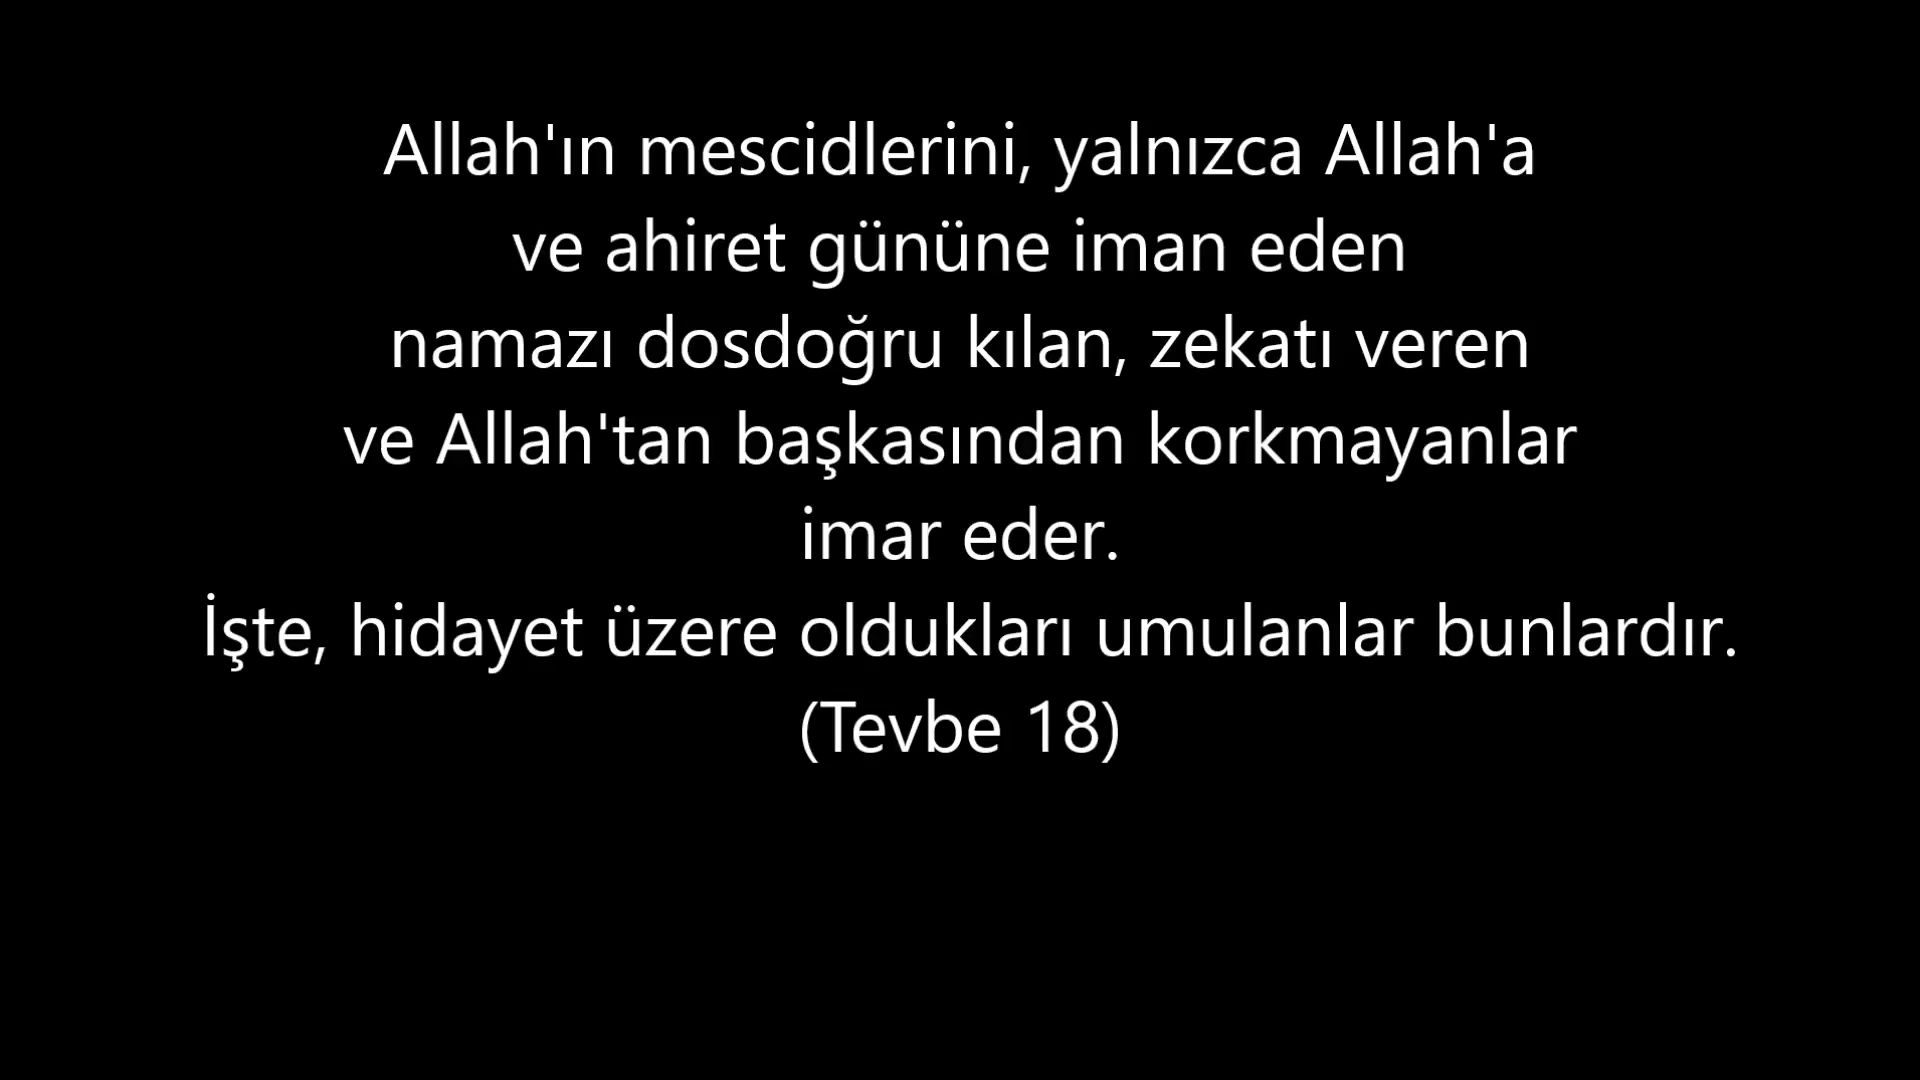 Allah'ın mescidlerini, yalnızca Allah'a
ve ahiret gününe iman eden
namazı dosdoğru kılan, zekatı veren
ve Allah'tan başkasından korkmayanlar
imar eder.
İşte, hidayet üzere oldukları umulanlar bunlardır.
(Tevbe 18)